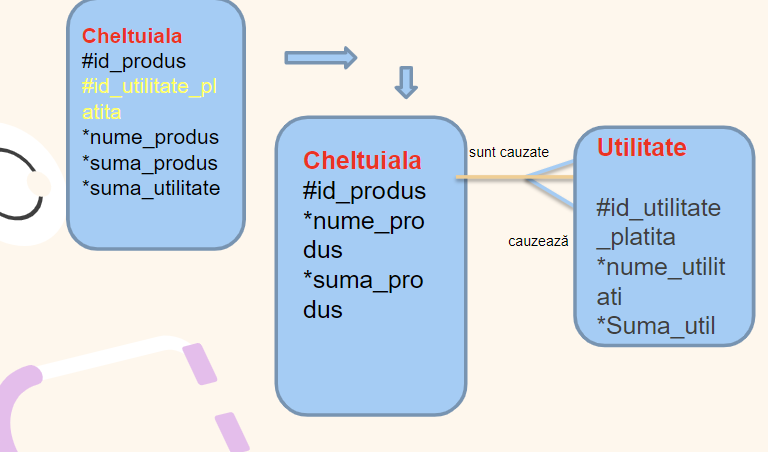 Cheltuiala
#id_produs
#id_utilitate_pl
atita
*nume_produs
*suma_produs
*suma_utilitate
Cheltuiala
#id_produs
*nume_pro
dus
*suma_pro
dus
sunt cauzate
cauzează
Utilitate
#id_utilitate
_platita
*nume_utilit
ati
*Suma_util